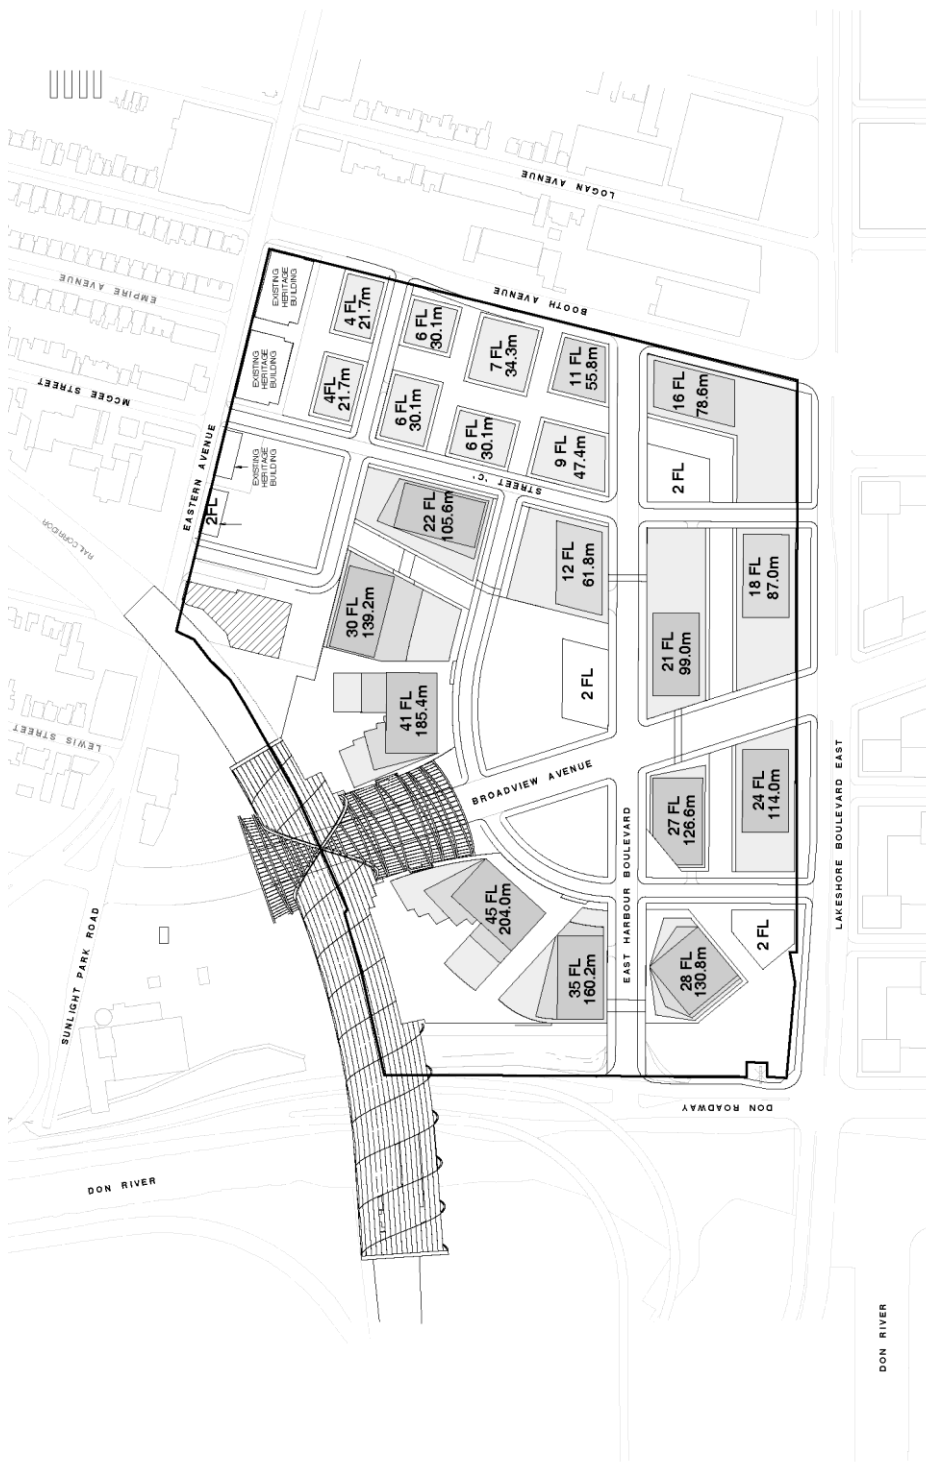 LOGAN AVENUE
EMPIRE AVENUE
MCGEE STREET
EASTERN AVENUE
RAIL CORRIDOR
LEWIS STREET
SUNLIGHT PARK ROAD
DON RIVER
BOOTH AVENUE
EXISTING
HERITAGE
BUILDING
EXISTING
HERITAGE
BUILDING
EXISTING
HERITAGE
BUILDING
2FL
4 FL
21.7m
4FL
21.7m
6 FL
30.1m
6 FL
30.1m
7 FL
34.3m
6 FL
30.1m
11 FL
55.8m
9 FL
47.4m
STREET 'C'
16 FL
78.6m
2 FL
22 FL
105.6m
30 FL
139.2m
41 FL
185.4m
12 FL
61.8m
2 FL
18 FL
87.0m
21 FL
99.0m
BROADVIEW AVENUE
EAST HARBOUR BOULEVARD
27 FL
126.6m
24 FL
114.0m
45 FL
204.0m
35 FL
160.2m
28 FL
130.8m
2 FL
LAKESHORE BOULEVARD EAST
DON ROADWAY
DON RIVER